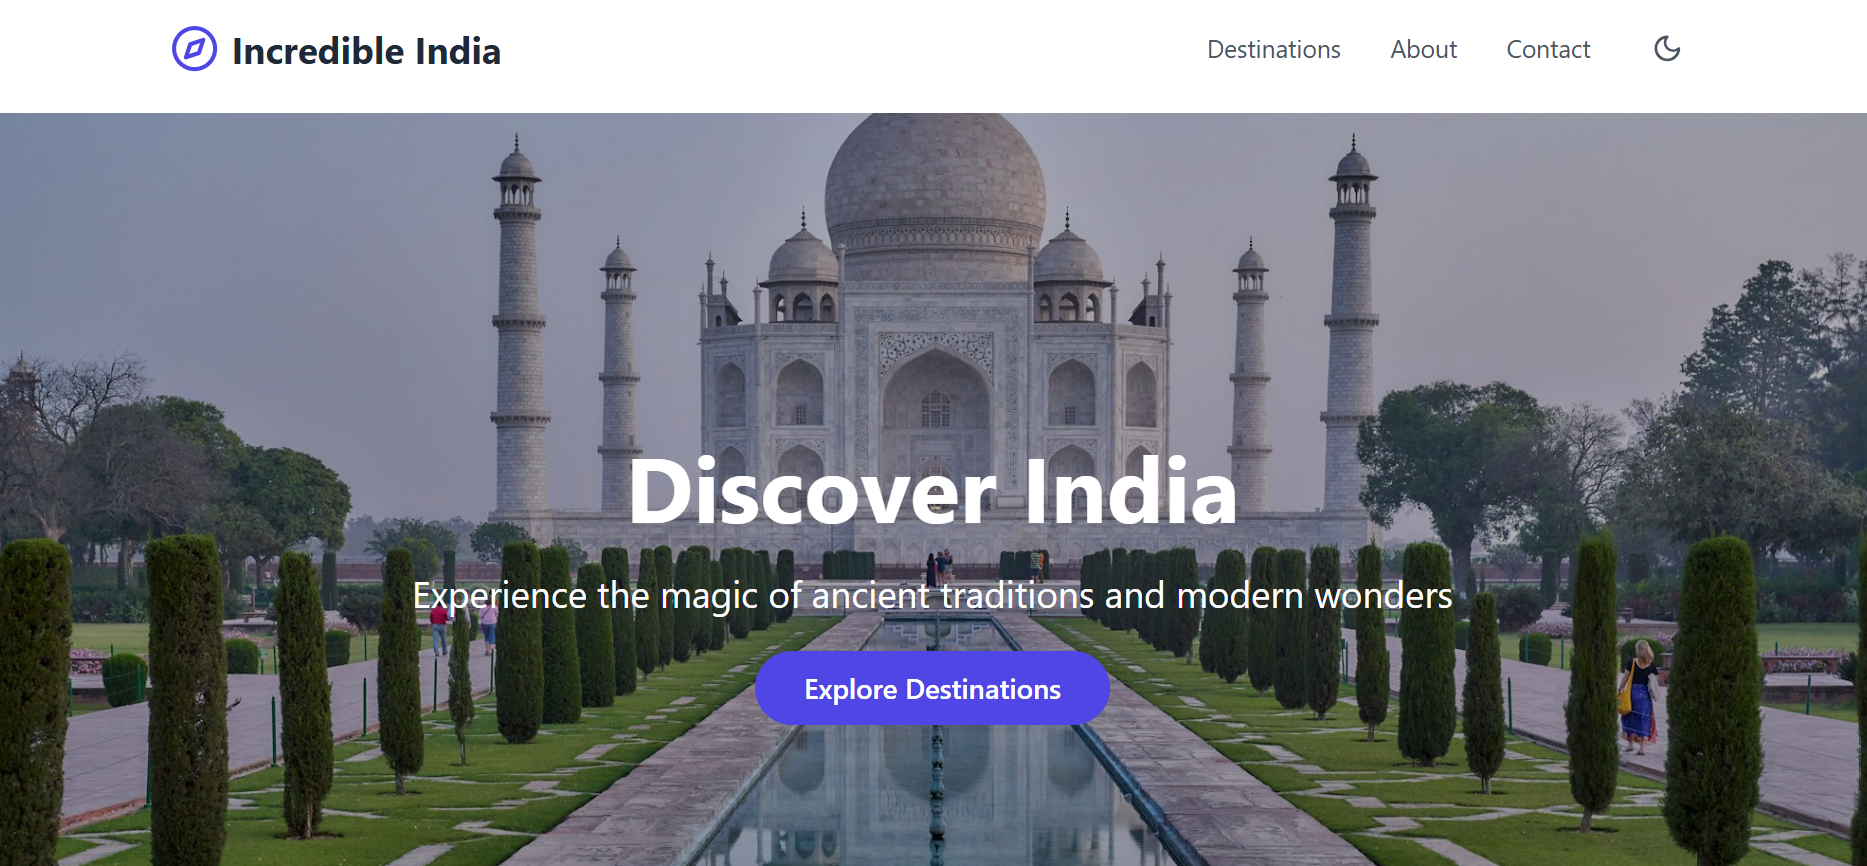 Incredible India
Destinations
About
Contact
Discover India
Experience the magic of ancient traditions and modern wonders
Explore Destinations